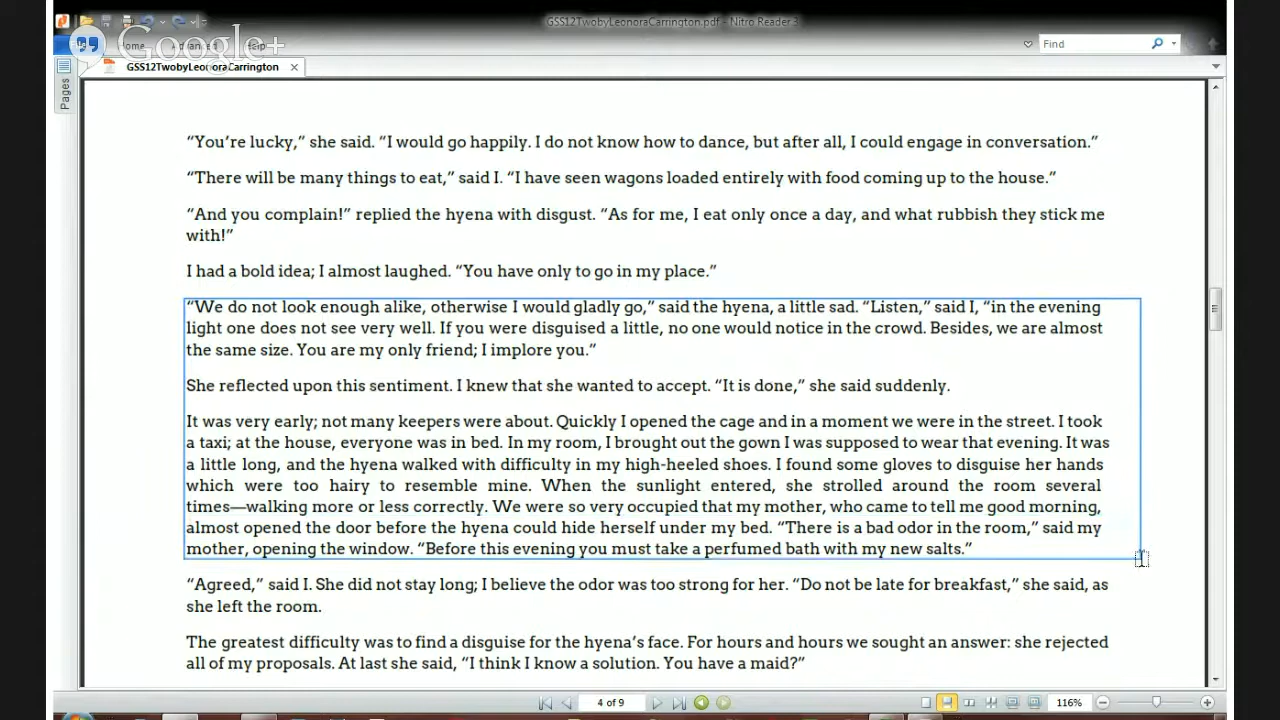 GSS12TwobyLeonoraCarrington.pdf - Nitro Reader 3
Google+
Home Advanced Help
Find
GSS12TwobyLeonoraCarrington
Pages
“You’re lucky,” she said. “I would go happily. I do not know how to dance, but after all, I could engage in conversation.”
“There will be many things to eat,” said I. “I have seen wagons loaded entirely with food coming up to the house.”
“And you complain!” replied the hyena with disgust. “As for me, I eat only once a day, and what rubbish they stick me
with!”
I had a bold idea; I almost laughed. “You have only to go in my place.”
“We do not look enough alike, otherwise I would gladly go,” said the hyena, a little sad. “Listen,” said I, “in the evening
light one does not see very well. If you were disguised a little, no one would notice in the crowd. Besides, we are almost
the same size. You are my only friend; I implore you.”
She reflected upon this sentiment. I knew that she wanted to accept. “It is done,” she said suddenly.
It was very early; not many keepers were about. Quickly I opened the cage and in a moment we were in the street. I took
a taxi; at the house, everyone was in bed. In my room, I brought out the gown I was supposed to wear that evening. It was
a little long, and the hyena walked with difficulty in my high-heeled shoes. I found some gloves to disguise her hands
which were too hairy to resemble mine. When the sunlight entered, she strolled around the room several
times—walking more or less correctly. We were so very occupied that my mother, who came to tell me good morning,
almost opened the door before the hyena could hide herself under my bed. “There is a bad odor in the room,” said my
mother, opening the window. “Before this evening you must take a perfumed bath with my new salts.”
“Agreed,” said I. She did not stay long; I believe the odor was too strong for her. “Do not be late for breakfast,” she said, as
she left the room.
The greatest difficulty was to find a disguise for the hyena’s face. For hours and hours we sought an answer: she rejected
all of my proposals. At last she said, “I think I know a solution. You have a maid?”
4 of 9
116%